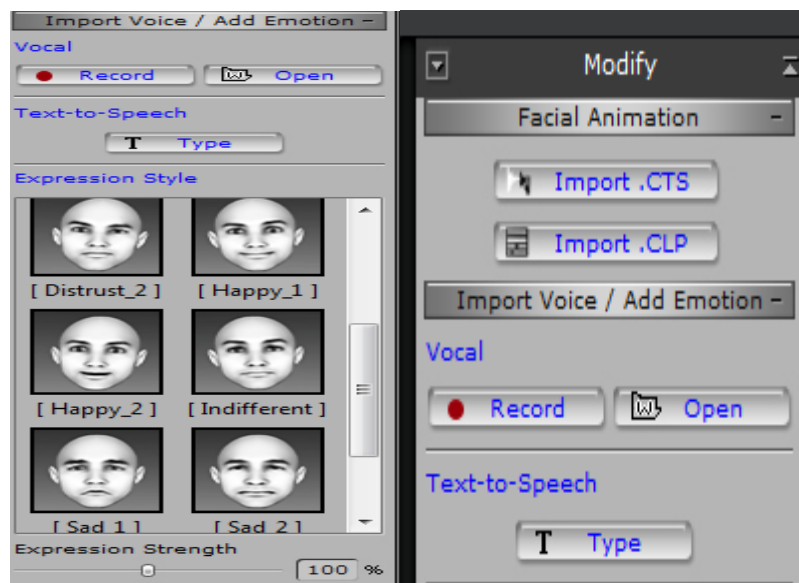 Import Voice / Add Emotion -
Vocal
Record Open
Text-to-Speech
T Type
Expression Style
[ Distrust_2 ] [ Happy_1 ]
[ Happy_2 ] [ Indifferent ]
[ Sad_1 ] [ Sad_2 ]
Expression Strength
100 %
Modify
Facial Animation -
Import .CTS
Import .CLP
Import Voice / Add Emotion -
Vocal
Record Open
Text-to-Speech
T Type